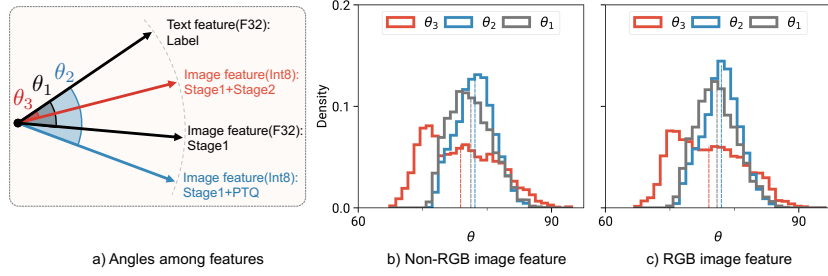 Text feature(F32):
Label
Image feature(Int8):
Stage1+Stage2
Image feature(F32):
Stage1
Image feature(Int8):
Stage1+PTQ
θ₃
θ₁
θ₂
a) Angles among features
θ₃ θ₂ θ₁
Density
0.2
0.1
0.0
60 90
θ
b) Non-RGB image feature
θ₃ θ₂ θ₁
60 90
θ
c) RGB image feature